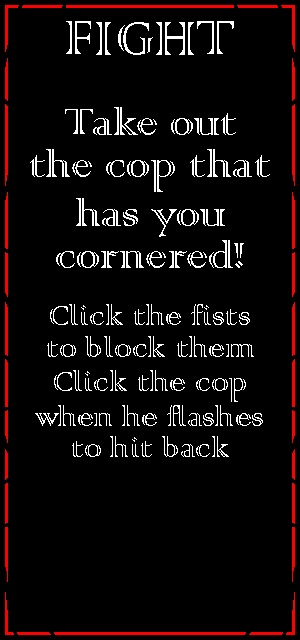 FIGHT
Take out
the cop that
has you
cornered!
Click the fists
to block them
Click the cop
when he flashes
to hit back